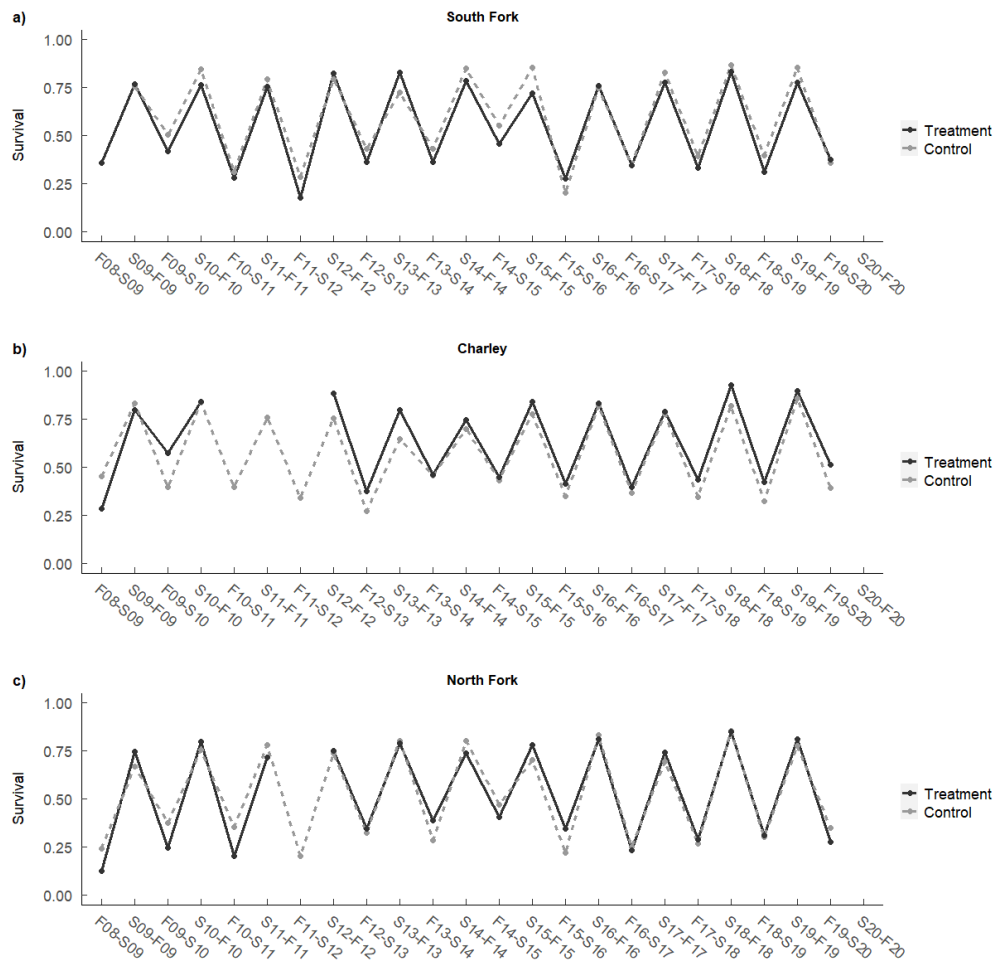 a)
South Fork
1.00
0.75
0.50
0.25
0.00
Survival
Treatment
Control
F08-S09
S09-F09
F09-S10
S10-F10
F10-S11
S11-F11
F11-S12
S12-F12
F12-S13
S13-F13
F13-S14
S14-F14
F14-S15
S15-F15
F15-S16
S16-F16
F16-S17
S17-F17
F17-S18
S18-F18
F18-S19
S19-F19
F19-S20
S20-F20
b)
Charley
1.00
0.75
0.50
0.25
0.00
Survival
Treatment
Control
F08-S09
S09-F09
F09-S10
S10-F10
F10-S11
S11-F11
F11-S12
S12-F12
F12-S13
S13-F13
F13-S14
S14-F14
F14-S15
S15-F15
F15-S16
S16-F16
F16-S17
S17-F17
F17-S18
S18-F18
F18-S19
S19-F19
F19-S20
S20-F20
c)
North Fork
1.00
0.75
0.50
0.25
0.00
Survival
Treatment
Control
F08-S09
S09-F09
F09-S10
S10-F10
F10-S11
S11-F11
F11-S12
S12-F12
F12-S13
S13-F13
F13-S14
S14-F14
F14-S15
S15-F15
F15-S16
S16-F16
F16-S17
S17-F17
F17-S18
S18-F18
F18-S19
S19-F19
F19-S20
S20-F20